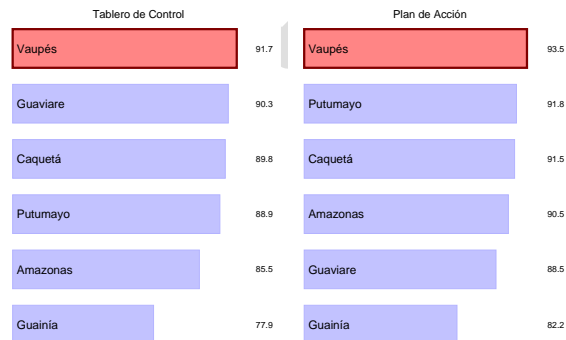 Tablero de Control
Vaupés 91.7
Guaviare 90.3
Caquetá 89.8
Putumayo 88.9
Amazonas 85.5
Guainía 77.9
Plan de Acción
Vaupés 93.5
Putumayo 91.8
Caquetá 91.5
Amazonas 90.5
Guaviare 88.5
Guainía 82.2